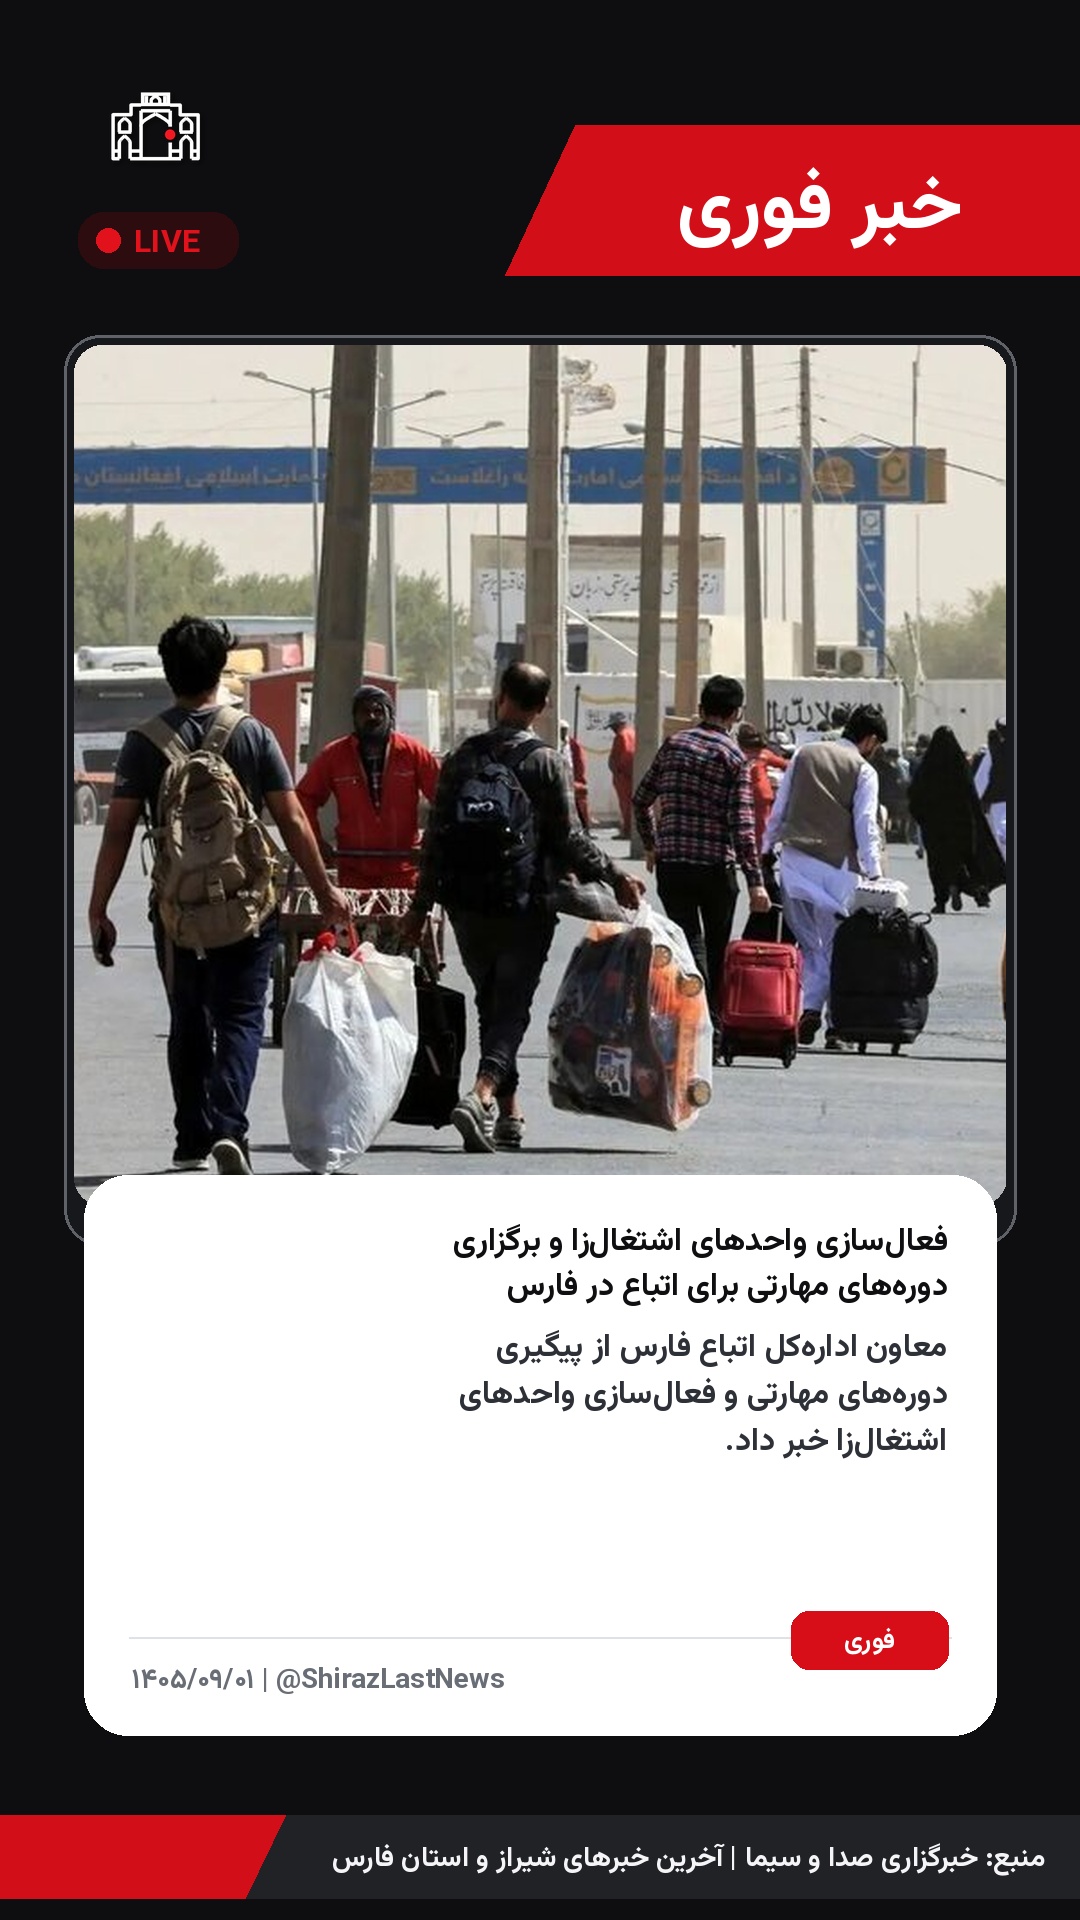 LIVE
خبر فوری
فعال‌سازی واحدهای اشتغال‌زا و برگزاری
دوره‌های مهارتی برای اتباع در فارس
معاون اداره‌کل اتباع فارس از پیگیری
دوره‌های مهارتی و فعال‌سازی واحدهای
اشتغال‌زا خبر داد.
فوری
۱۴۰۵/۰۹/۰۱ | @ShirazLastNews
منبع: خبرگزاری صدا و سیما | آخرین خبرهای شیراز و استان فارس